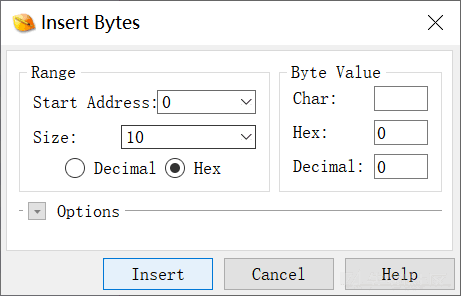 Insert Bytes
Range
Start Address: 0
Size: 10
Decimal Hex
Byte Value
Char:
Hex: 0
Decimal: 0
Options
Insert Cancel Help